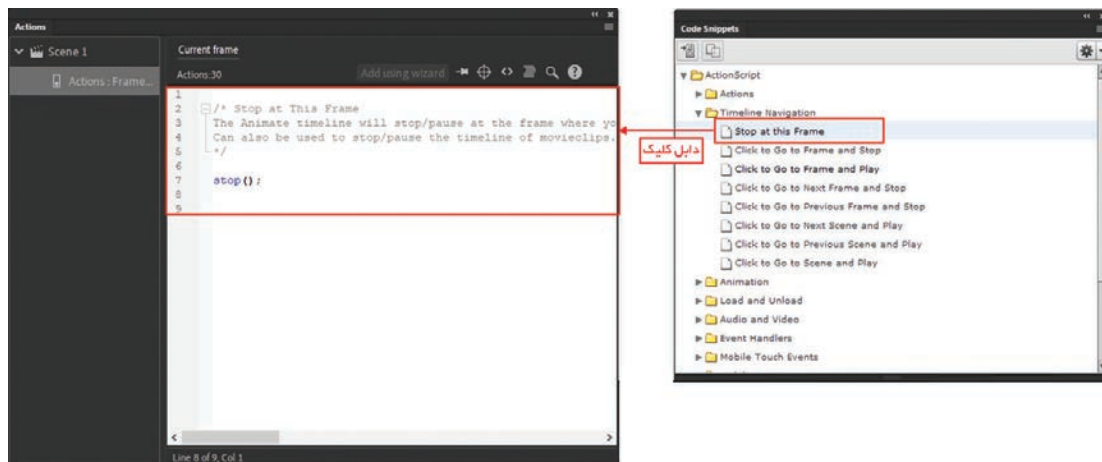 Actions
Scene 1
Actions : Frame...
Current frame
Actions:30
Add using wizard
1
2 /* Stop at This Frame
3 The Animate timeline will stop/pause at the frame where yo
4 Can also be used to stop/pause the timeline of movieclips.
5 */
6
7 stop();
8
9
Line 8 of 9, Col 1
دابل کلیک
Code Snippets
ActionScript
Actions
Timeline Navigation
Stop at this Frame
Click to Go to Frame and Stop
Click to Go to Frame and Play
Click to Go to Next Frame and Stop
Click to Go to Previous Frame and Stop
Click to Go to Next Scene and Play
Click to Go to Previous Scene and Play
Click to Go to Scene and Play
Animation
Load and Unload
Audio and Video
Event Handlers
Mobile Touch Events